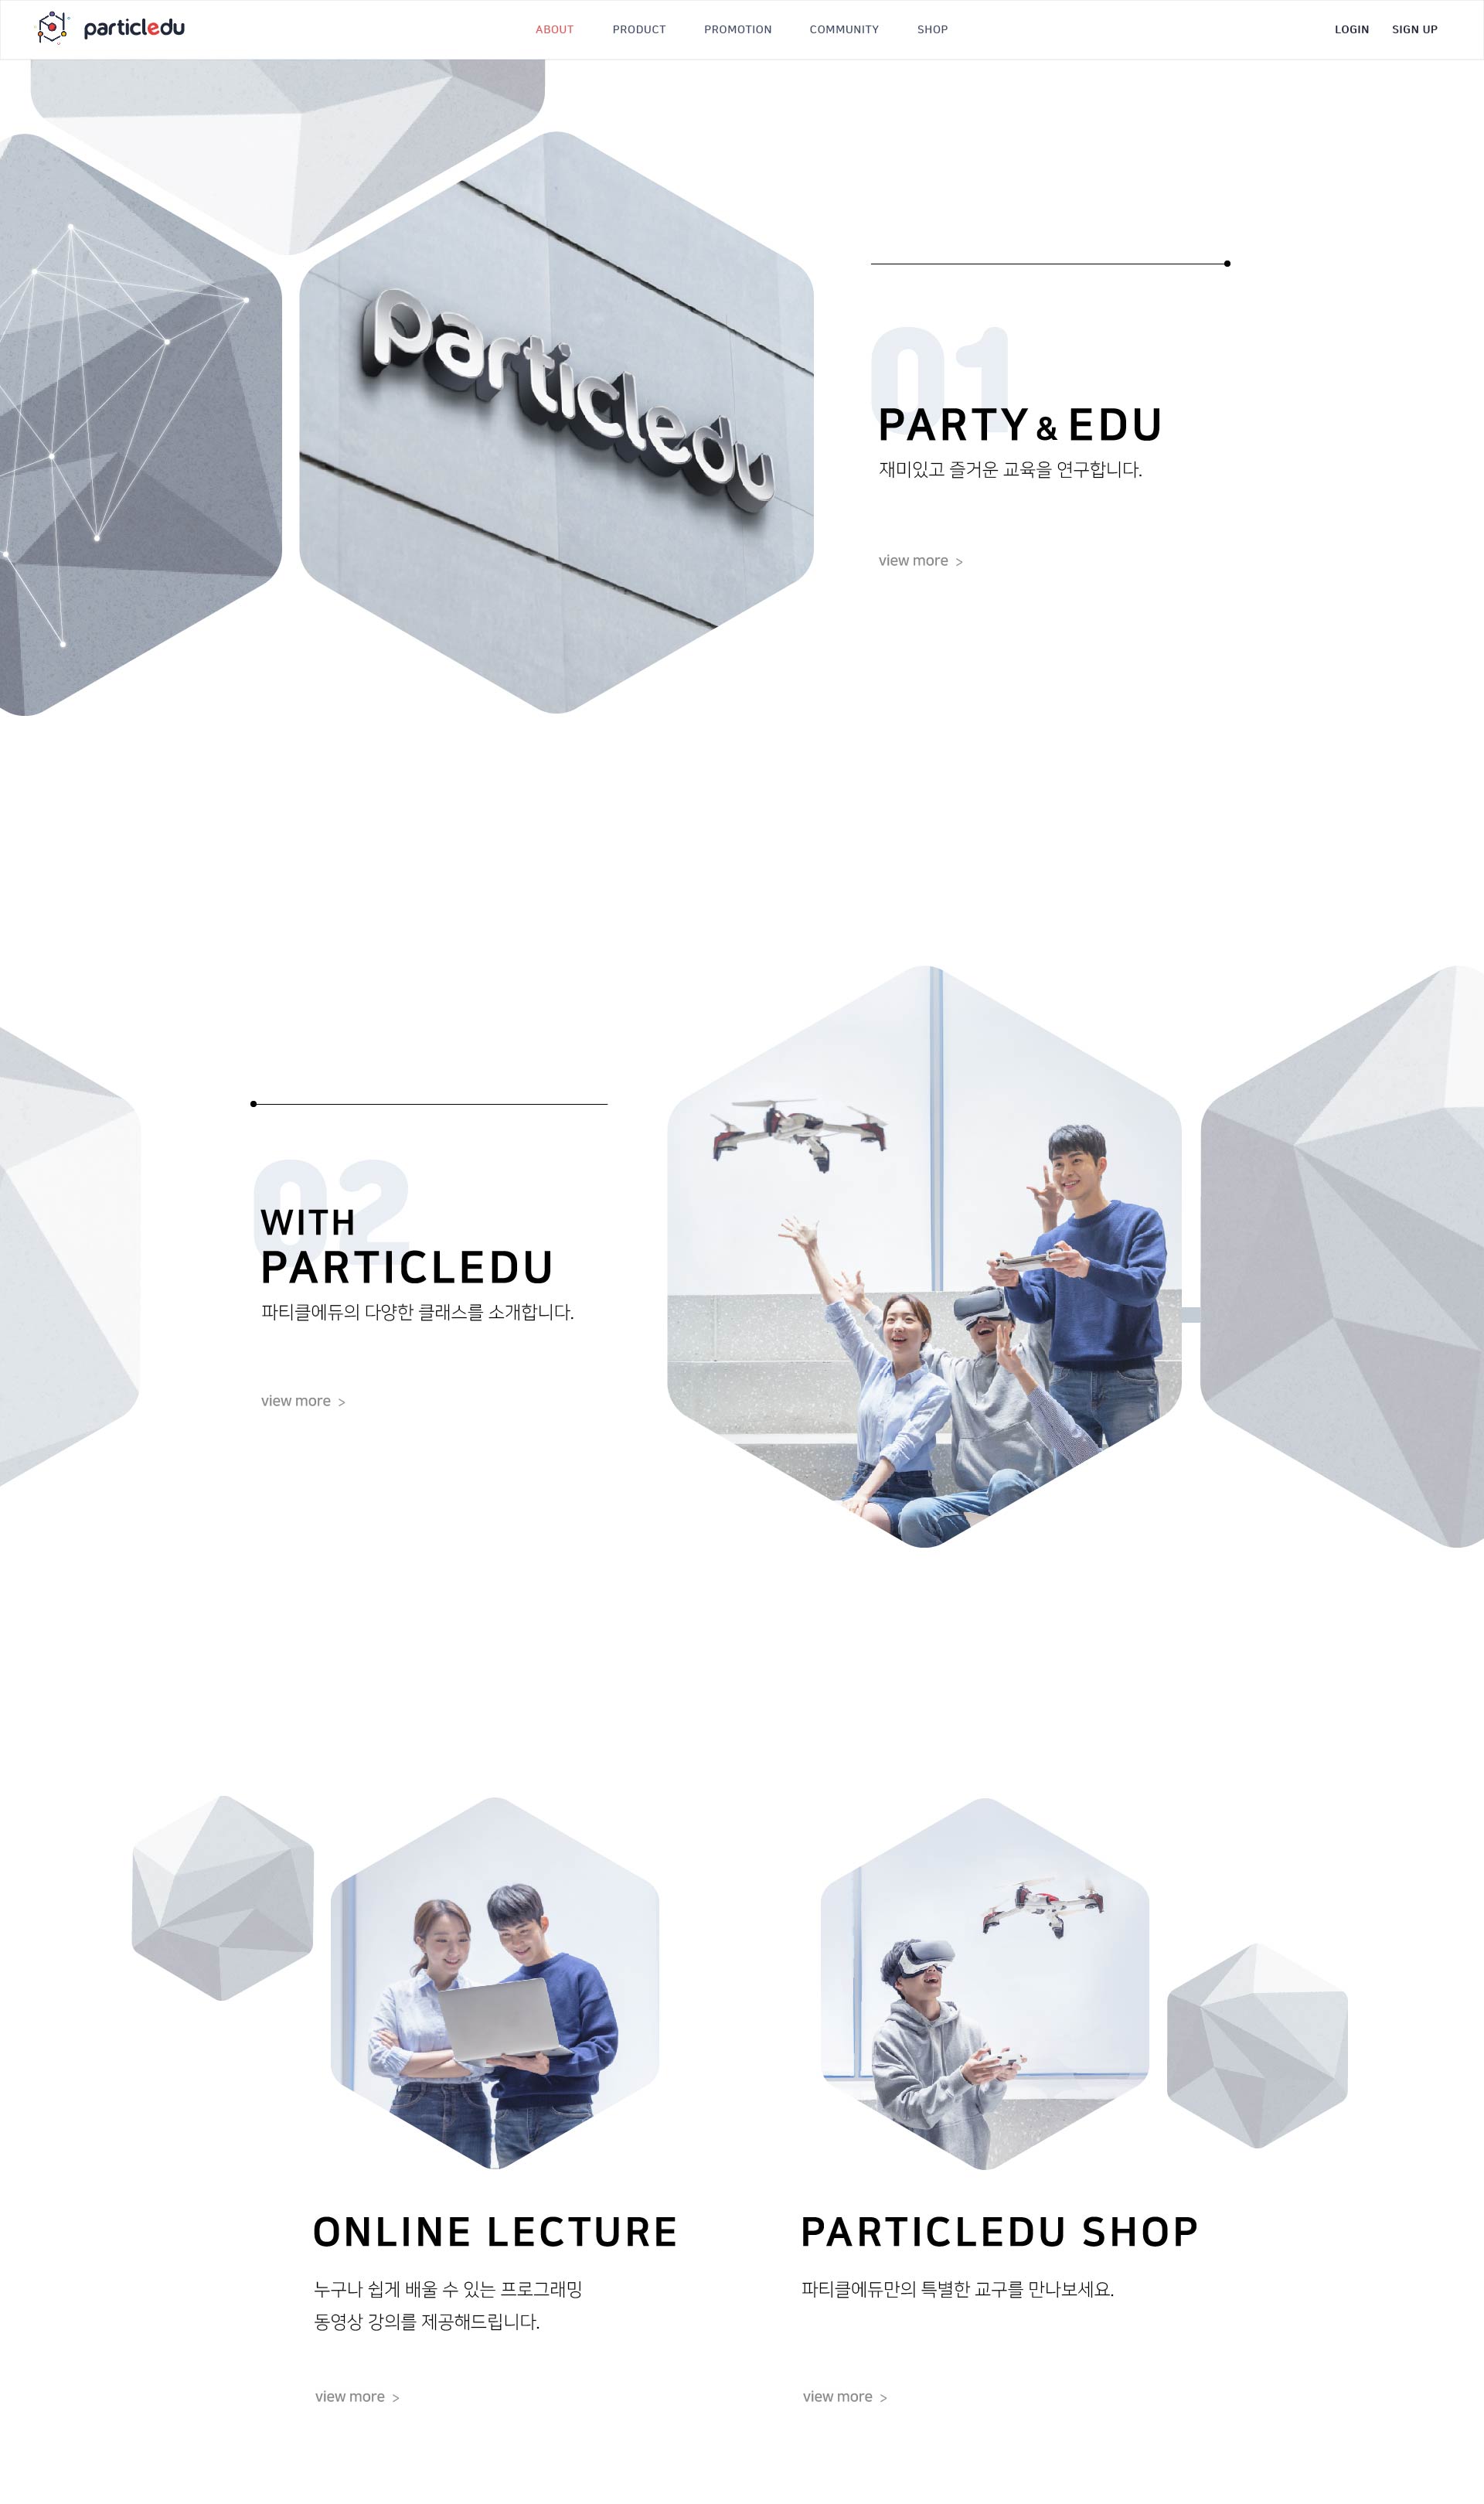 particledu
ABOUT
PRODUCT
PROMOTION
COMMUNITY
SHOP
LOGIN
SIGN UP
particledu
01
PARTY & EDU
재미있고 즐거운 교육을 연구합니다.
view more >
02
WITH
PARTICLEDU
파티클에듀의 다양한 클래스를 소개합니다.
view more >
ONLINE LECTURE
누구나 쉽게 배울 수 있는 프로그래밍
동영상 강의를 제공해드립니다.
view more >
PARTICLEDU SHOP
파티클에듀만의 특별한 교구를 만나보세요.
view more >